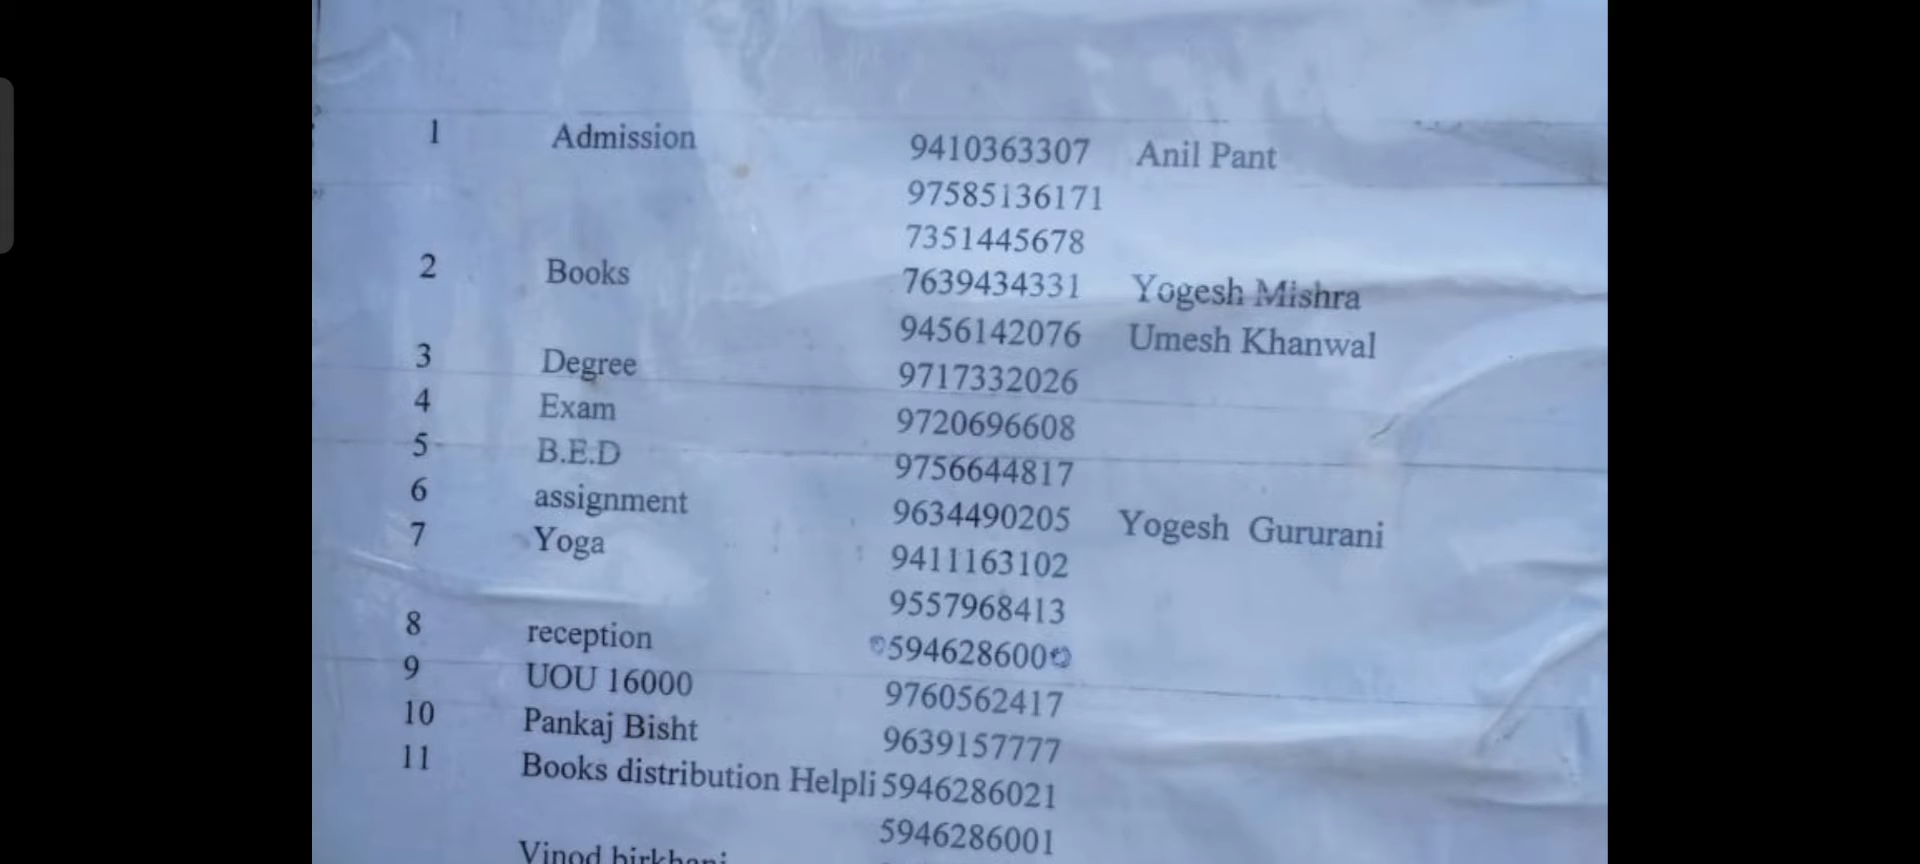 1 Admission 9410363307 Anil Pant
97585136171
7351445678
2 Books 7639434331 Yogesh Mishra
9456142076 Umesh Khanwal
3 Degree 9717332026
4 Exam 9720696608
5 B.E.D 9756644817
6 assignment 9634490205 Yogesh Gururani
7 Yoga 9411163102
9557968413
8 reception 0594628600
9 UOU 16000 9760562417
10 Pankaj Bisht 9639157777
11 Books distribution Helpli 5946286021
5946286001
Vinod